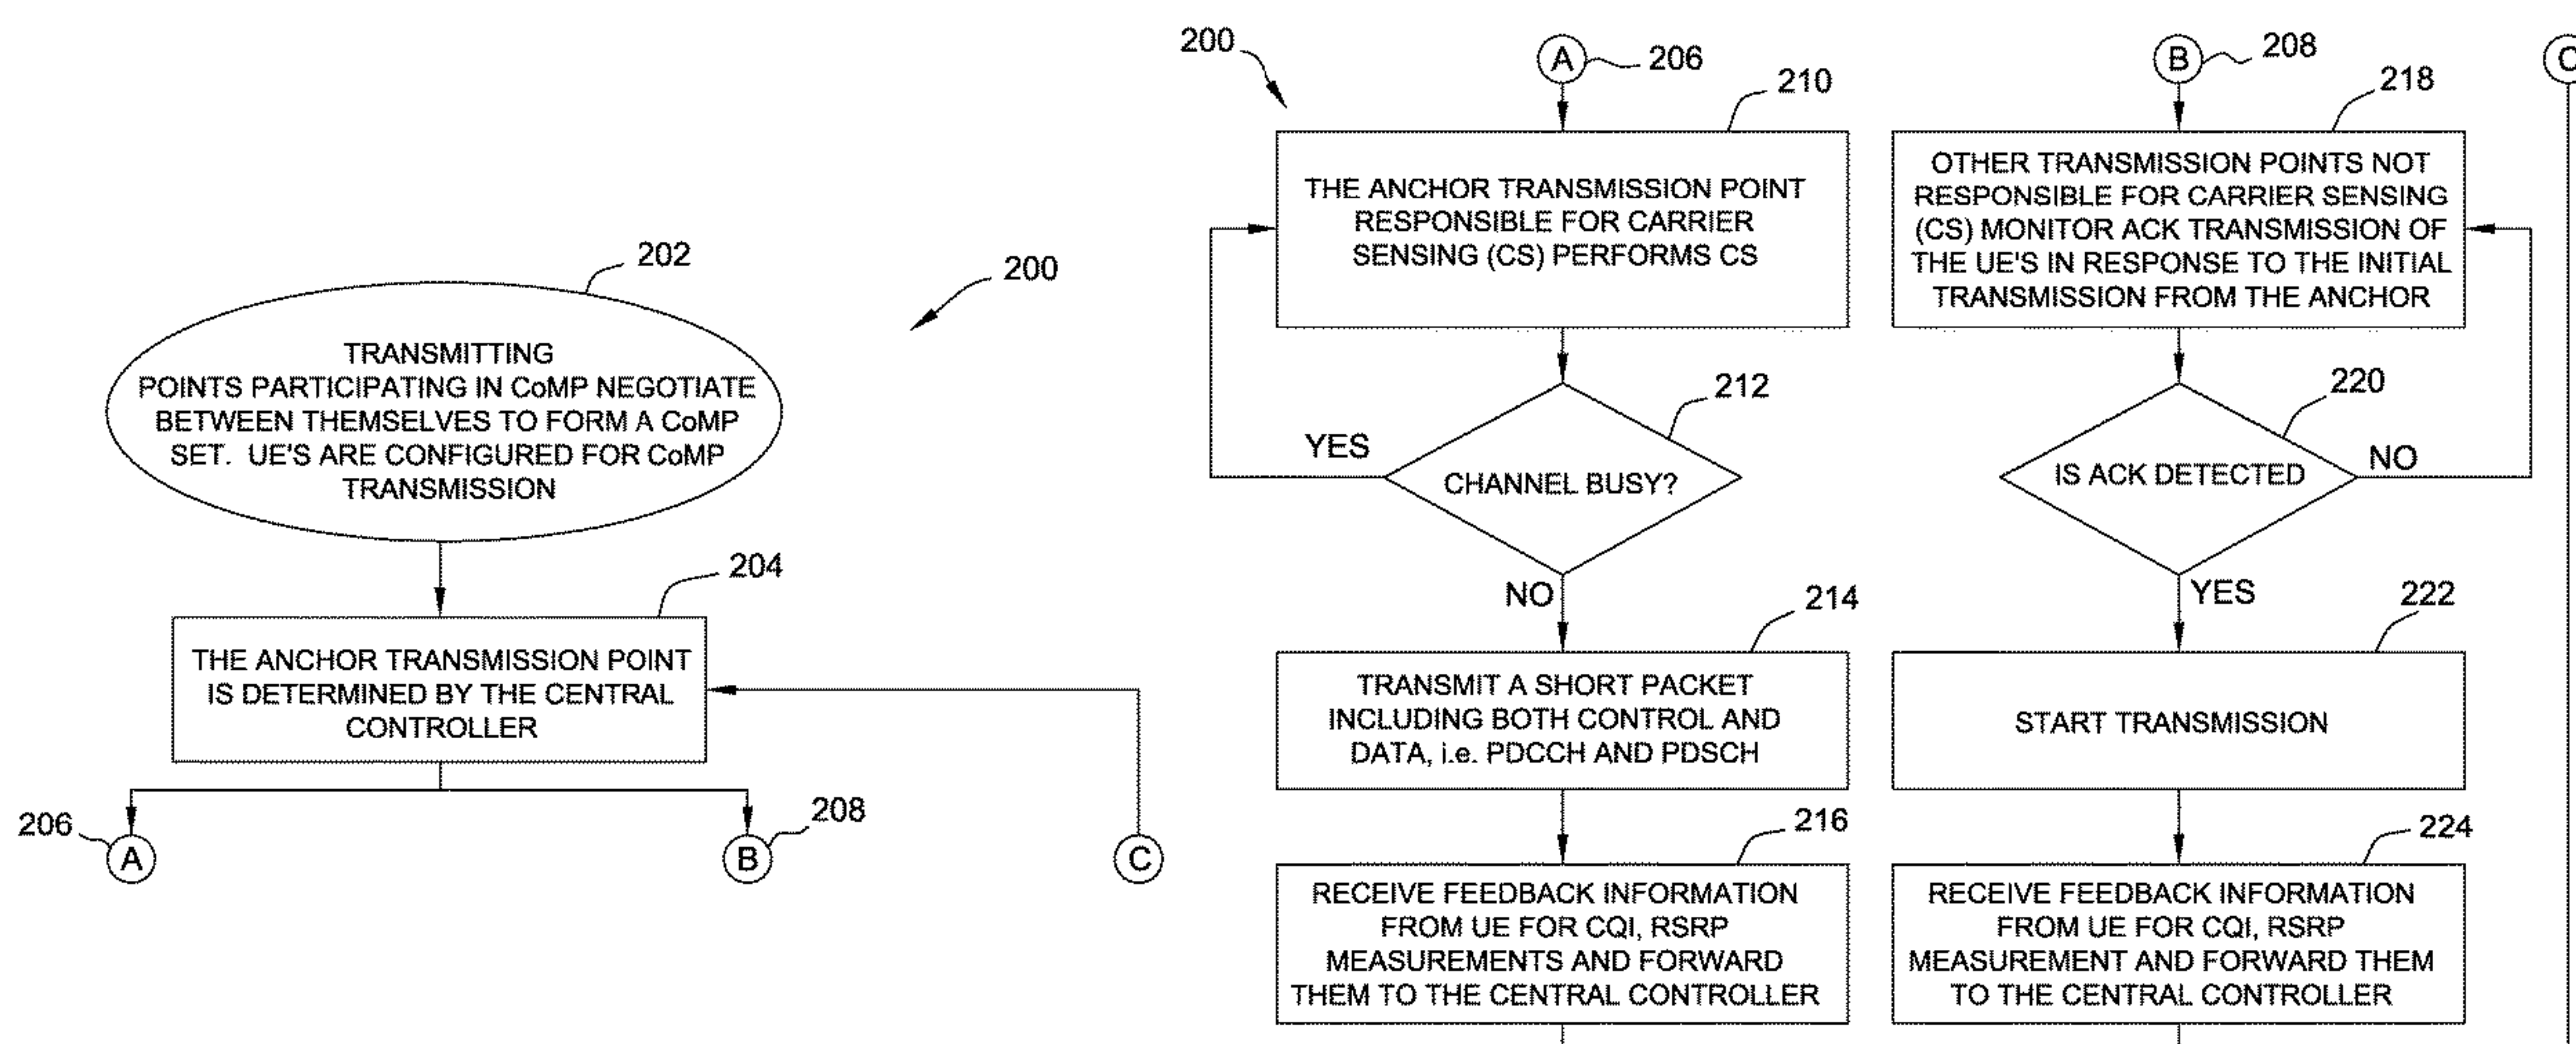 202
200
TRANSMITTING
POINTS PARTICIPATING IN CoMP NEGOTIATE
BETWEEN THEMSELVES TO FORM A CoMP
SET. UE'S ARE CONFIGURED FOR CoMP
TRANSMISSION
204
THE ANCHOR TRANSMISSION POINT
IS DETERMINED BY THE CENTRAL
CONTROLLER
206
A
B
208
C
200
A
206
210
THE ANCHOR TRANSMISSION POINT
RESPONSIBLE FOR CARRIER
SENSING (CS) PERFORMS CS
212
YES
CHANNEL BUSY?
NO
214
TRANSMIT A SHORT PACKET
INCLUDING BOTH CONTROL AND
DATA, i.e. PDCCH AND PDSCH
216
RECEIVE FEEDBACK INFORMATION
FROM UE FOR CQI, RSRP
MEASUREMENTS AND FORWARD
THEM TO THE CENTRAL CONTROLLER
B
208
218
OTHER TRANSMISSION POINTS NOT
RESPONSIBLE FOR CARRIER SENSING
(CS) MONITOR ACK TRANSMISSION OF
THE UE'S IN RESPONSE TO THE INITIAL
TRANSMISSION FROM THE ANCHOR
220
IS ACK DETECTED
NO
YES
222
START TRANSMISSION
224
RECEIVE FEEDBACK INFORMATION
FROM UE FOR CQI, RSRP
MEASUREMENT AND FORWARD THEM
TO THE CENTRAL CONTROLLER